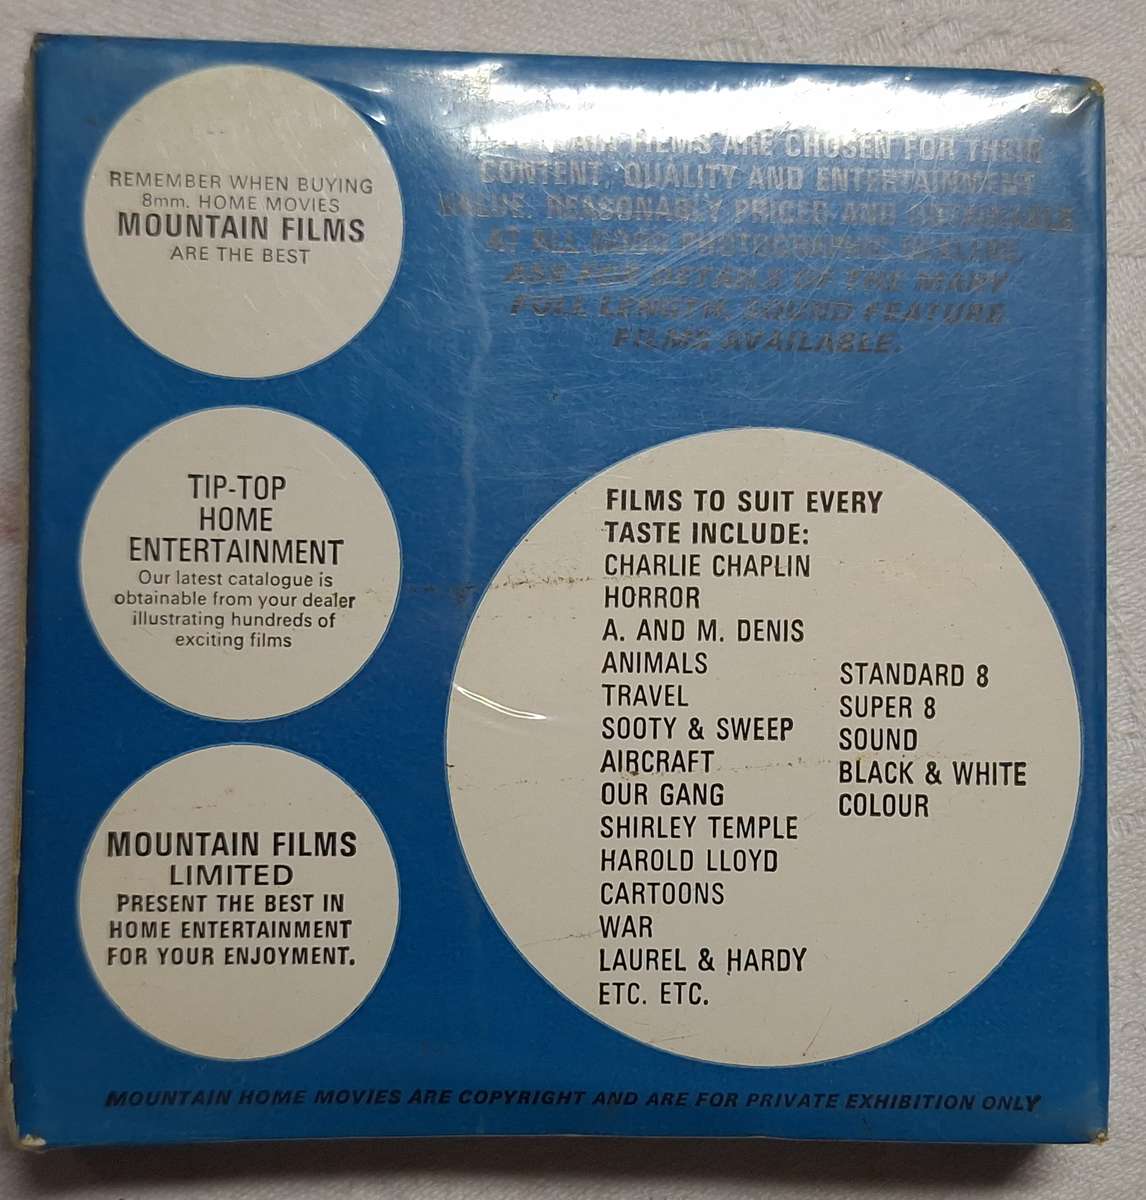 REMEMBER WHEN BUYING
8mm. HOME MOVIES
MOUNTAIN FILMS
ARE THE BEST
MOUNTAIN FILMS ARE CHOSEN FOR THEIR
CONTENT, QUALITY AND ENTERTAINMENT
VALUE. REASONABLY PRICED AND OBTAINABLE
AT ALL GOOD PHOTOGRAPHIC DEALERS.
ASK FOR DETAILS OF THE MANY
FULL LENGTH, SOUND FEATURE
FILMS AVAILABLE.
TIP-TOP
HOME
ENTERTAINMENT
Our latest catalogue is
obtainable from your dealer
illustrating hundreds of
exciting films
MOUNTAIN FILMS
LIMITED
PRESENT THE BEST IN
HOME ENTERTAINMENT
FOR YOUR ENJOYMENT.
FILMS TO SUIT EVERY
TASTE INCLUDE:
CHARLIE CHAPLIN
HORROR
A. AND M. DENIS
ANIMALS
TRAVEL
SOOTY & SWEEP
AIRCRAFT
OUR GANG
SHIRLEY TEMPLE
HAROLD LLOYD
CARTOONS
WAR
LAUREL & HARDY
ETC. ETC.
STANDARD 8
SUPER 8
SOUND
BLACK & WHITE
COLOUR
MOUNTAIN HOME MOVIES ARE COPYRIGHT AND ARE FOR PRIVATE EXHIBITION ONLY